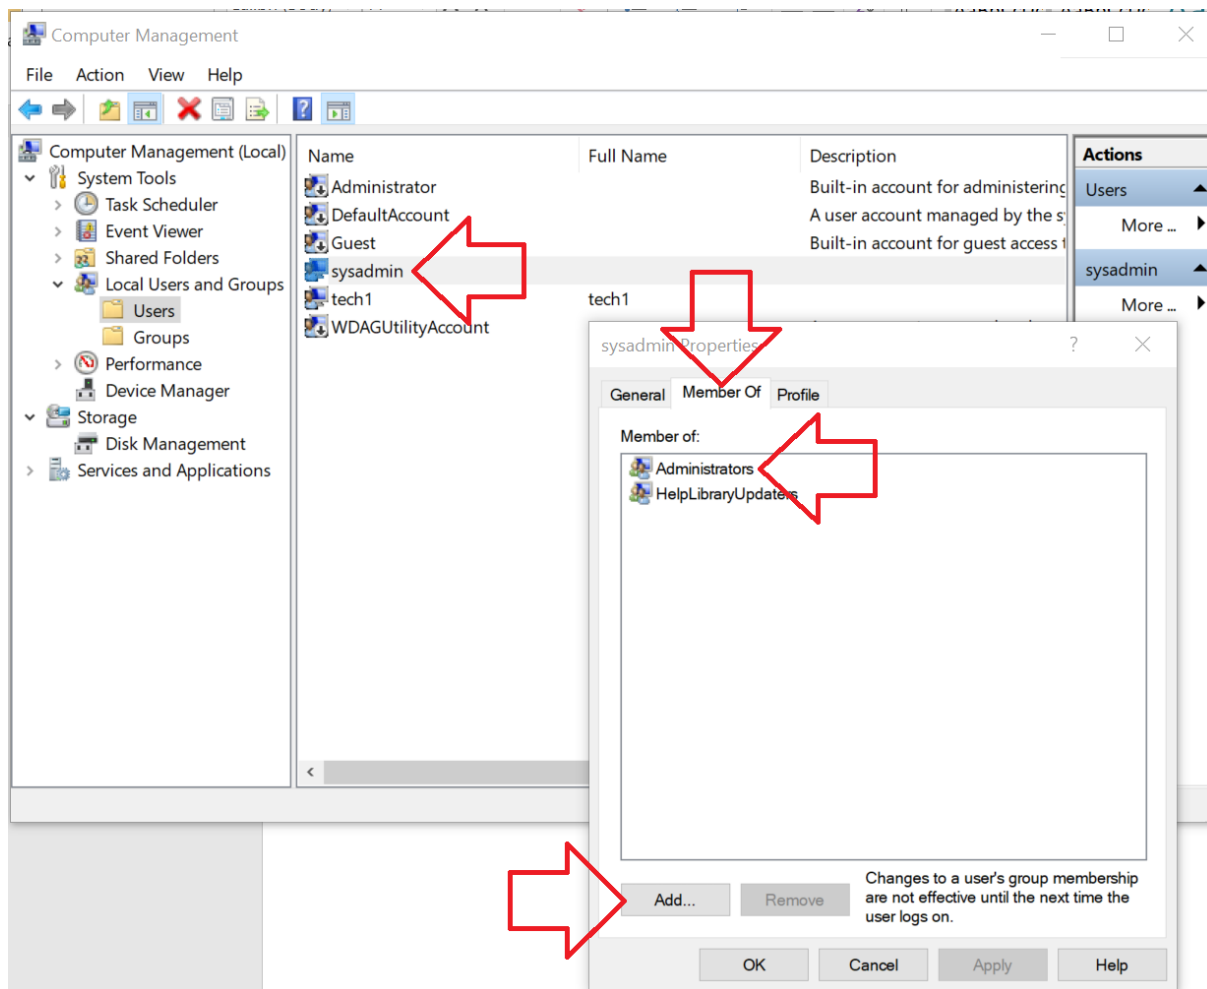 Computer Management
File Action View Help
Computer Management (Local)
System Tools
Task Scheduler
Event Viewer
Shared Folders
Local Users and Groups
Users
Groups
Performance
Device Manager
Storage
Disk Management
Services and Applications
Name Full Name Description
Administrator Built-in account for administering
DefaultAccount A user account managed by the s
Guest Built-in account for guest access t
sysadmin
tech1 tech1
WDAGUtilityAccount
Actions
Users
More ...
sysadmin
More ...
sysadmin Properties
?
General Member Of Profile
Member of:
Administrators
HelpLibraryUpdaters
Add... Remove
Changes to a user's group membership
are not effective until the next time the
user logs on.
OK Cancel Apply Help